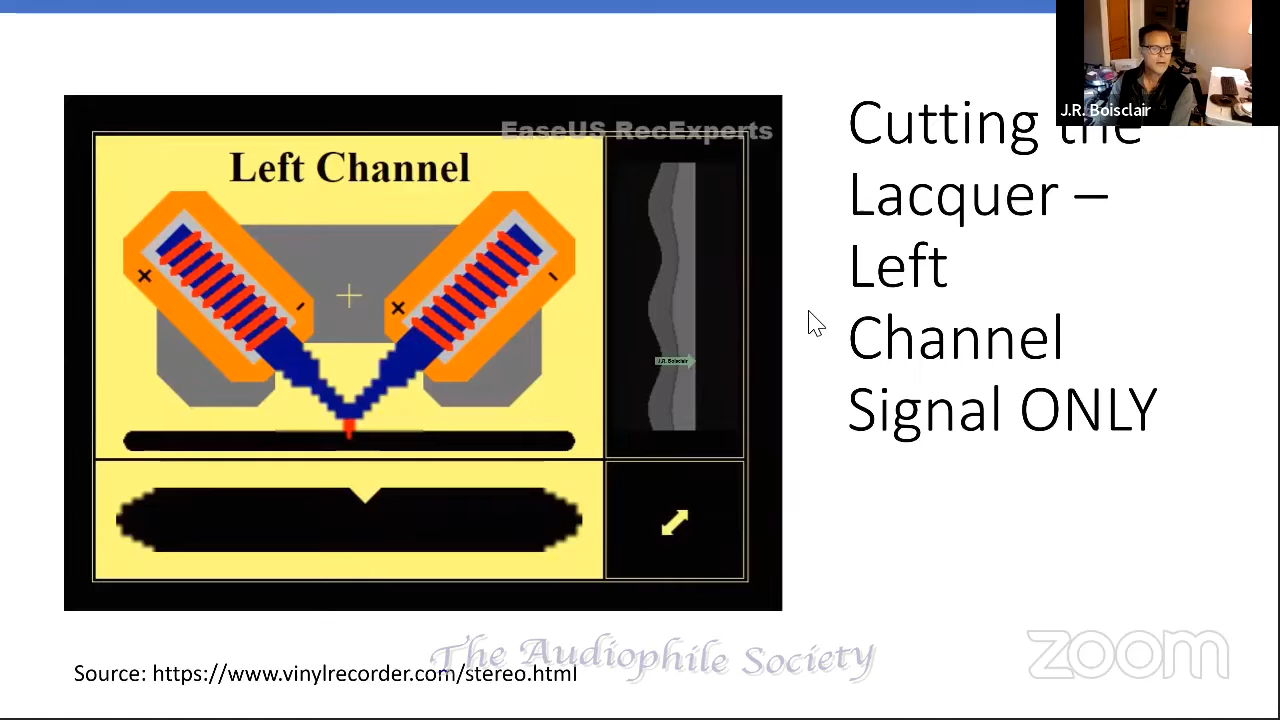 J.R. Boisclair
EaseUS RecExperts
Left Channel
+
-
+
-
J.R. Boisclair
Cutting the
Lacquer –
Left
Channel
Signal ONLY
The Audiophile Society
Source: https://www.vinylrecorder.com/stereo.html
zoom